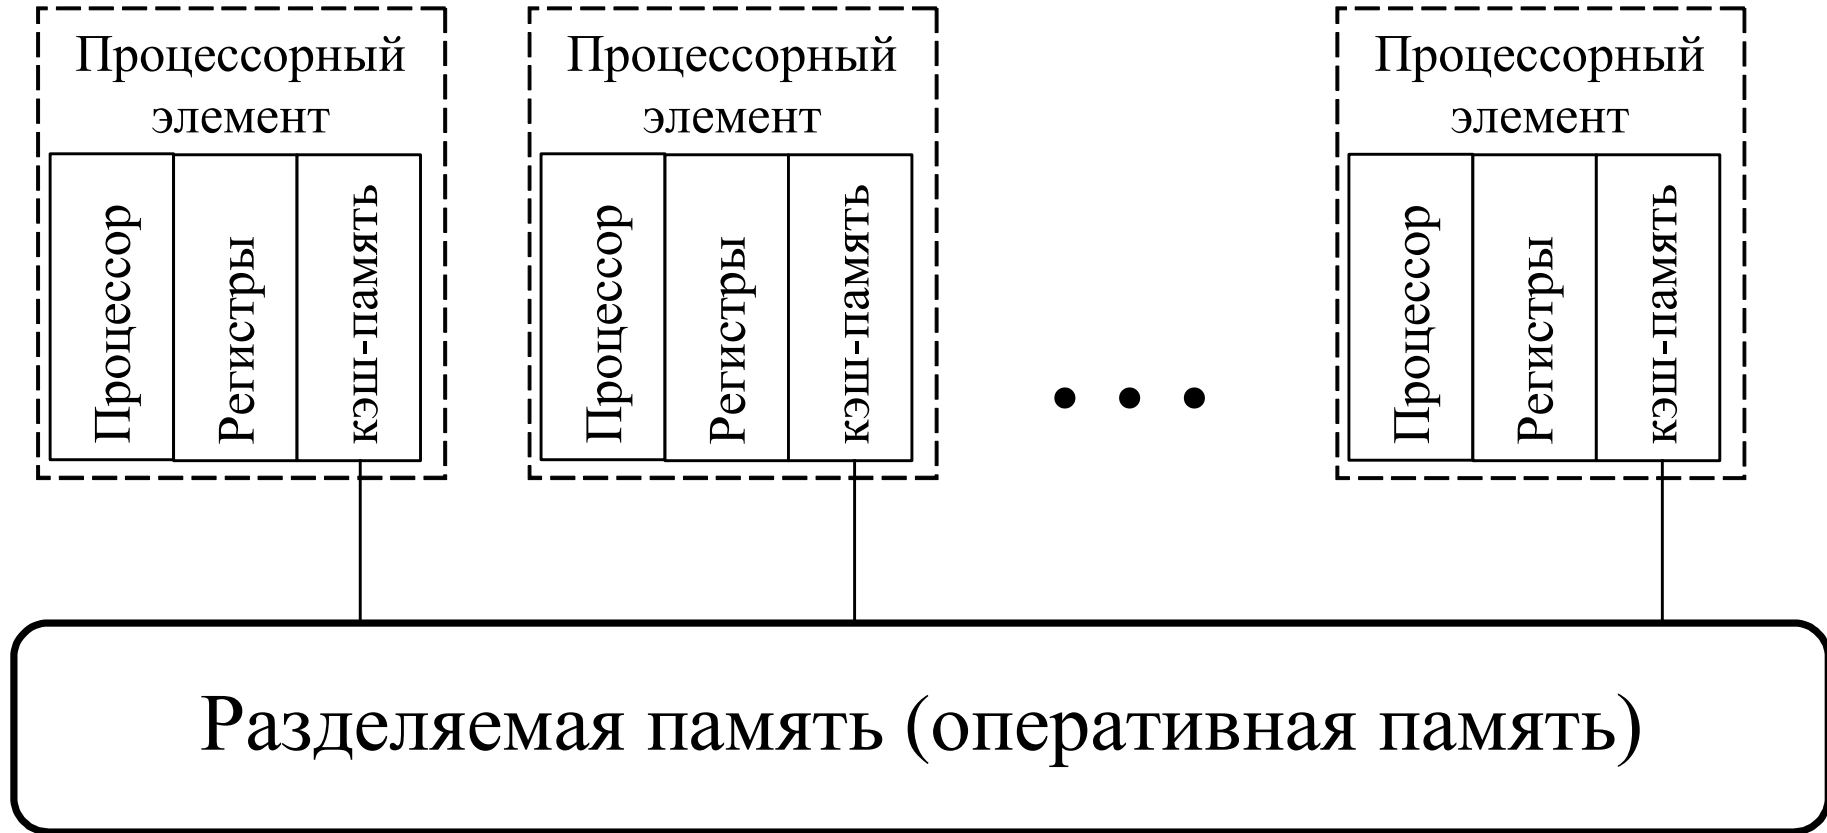 Процессорный
элемент
Процессор
Регистры
кэш-память
Процессорный
элемент
Процессор
Регистры
кэш-память
Процессорный
элемент
Процессор
Регистры
кэш-память
Разделяемая память (оперативная память)